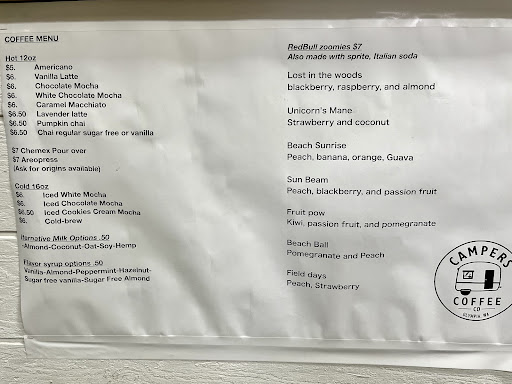 COFFEE MENU
Hot 12oz
$5. Americano
$6. Vanilla Latte
$6. Chocolate Mocha
$6. White Chocolate Mocha
$6. Caramel Macchiato
$6.50 Lavender latte
$6.50 Pumpkin chai
$6.50 Chai regular sugar free or vanilla
$7 Chemex Pour over
$7 Areopress
(Ask for origins available)
Cold 16oz
$6. Iced White Mocha
$6. Iced Chocolate Mocha
$6.50 Iced Cookies Cream Mocha
$6. Cold-brew
lternative Milk Options .50
-Almond-Coconut-Oat-Soy-Hemp
Flavor syrup options .50
Vanilla-Almond-Peppermint-Hazelnut-
Sugar free vanilla-Sugar Free Almond
RedBull zoomies $7
Also made with sprite, Italian soda
Lost in the woods
blackberry, raspberry, and almond
Unicorn's Mane
Strawberry and coconut
Beach Sunrise
Peach, banana, orange, Guava
Sun Beam
Peach, blackberry, and passion fruit
Fruit pow
Kiwi, passion fruit, and pomegranate
Beach Ball
Pomegranate and Peach
Field days
Peach, Strawberry
CAMPERS
COFFEE
CO
OLYMPIA, WA